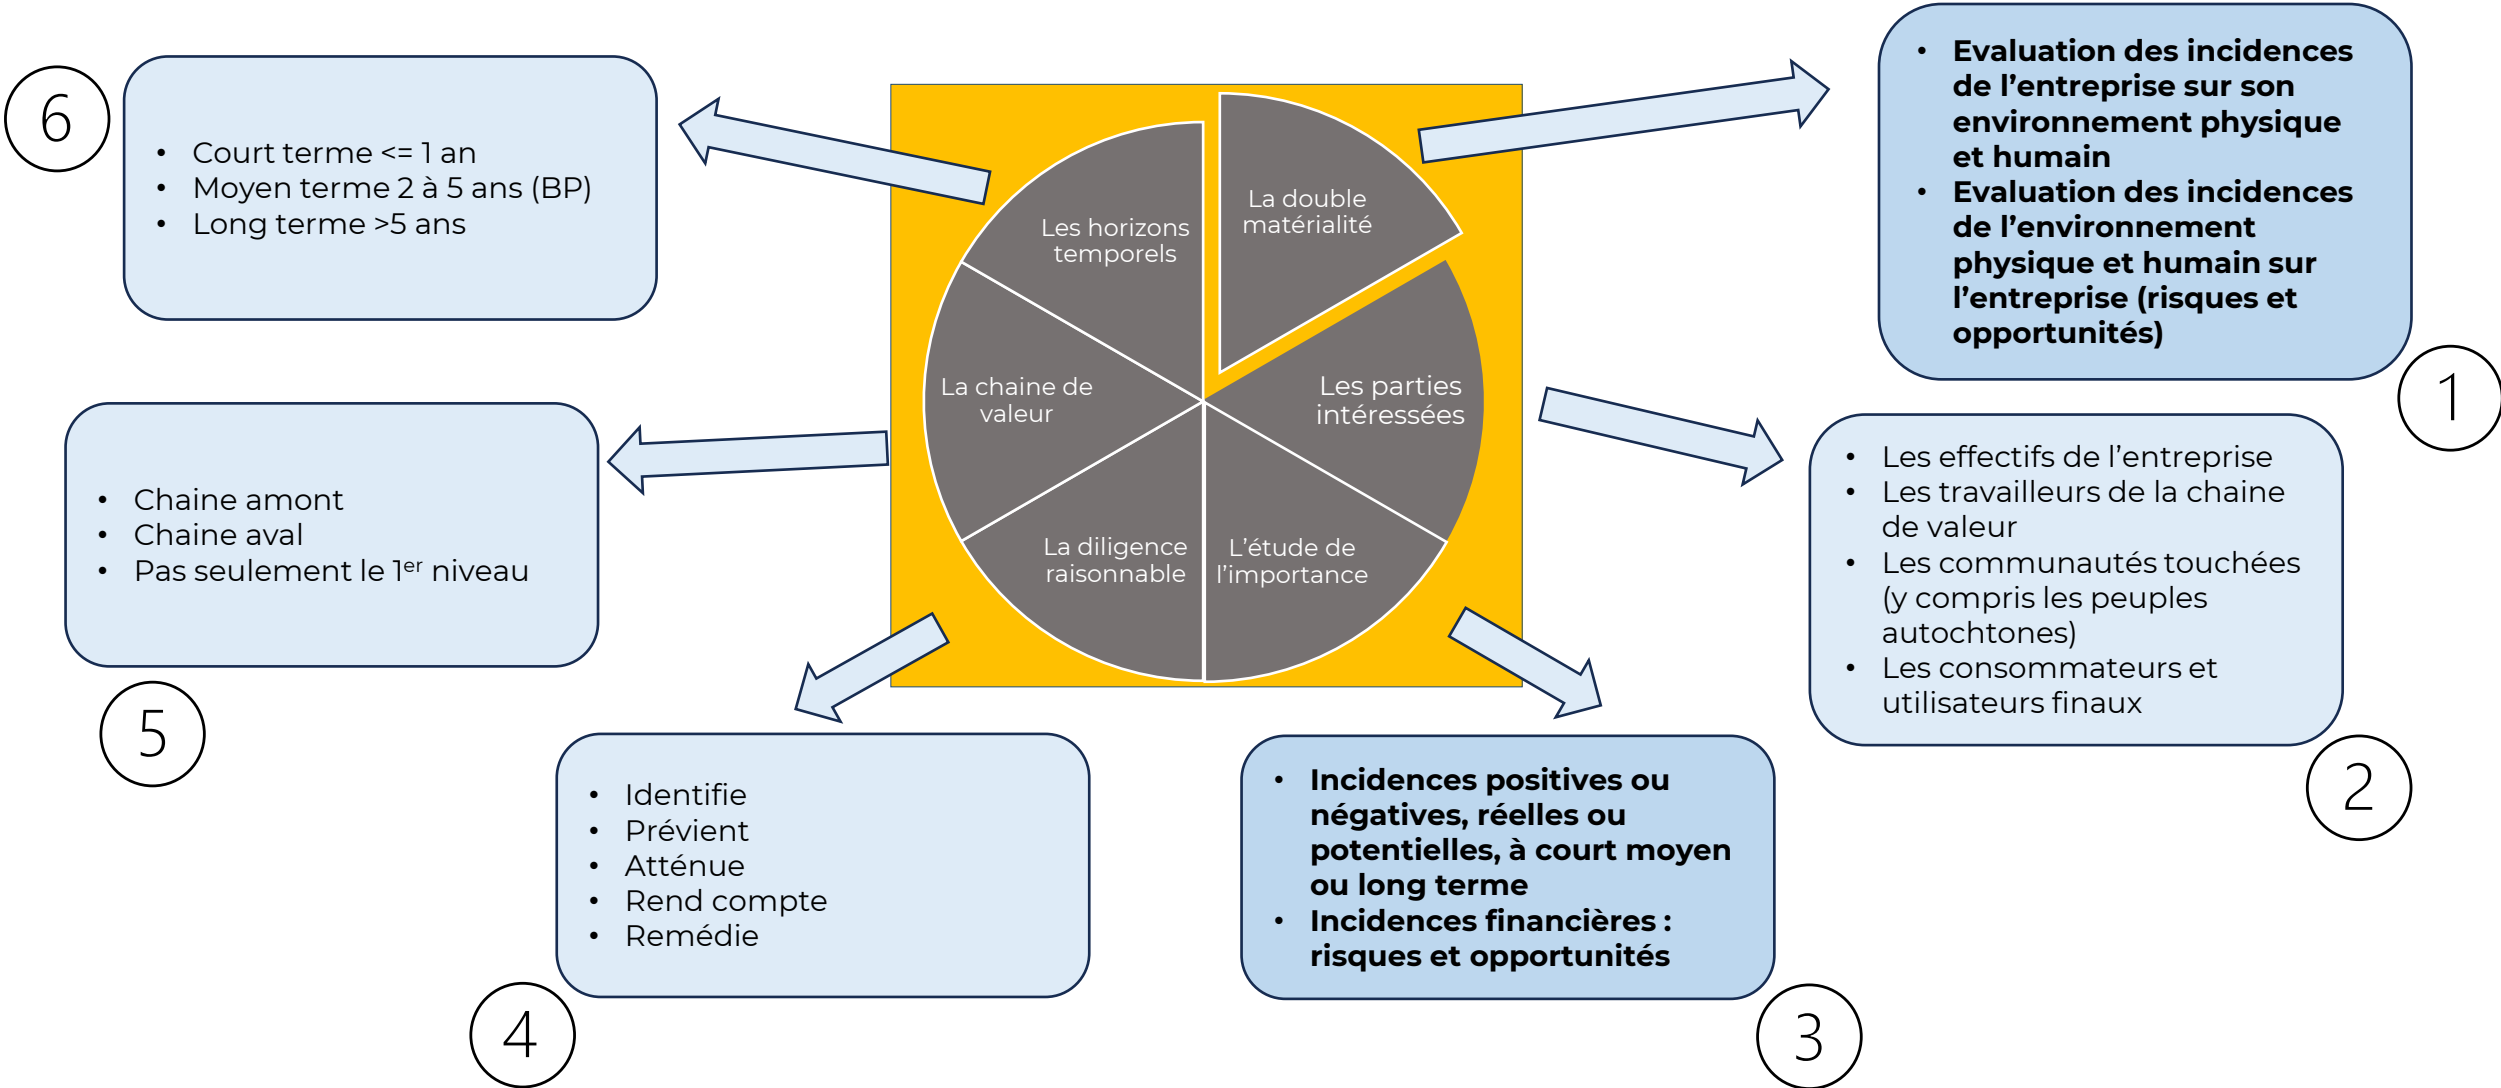 6
• Court terme <= 1 an
• Moyen terme 2 à 5 ans (BP)
• Long terme >5 ans
Les horizons
temporels
La double
matérialité
• Evaluation des incidences
de l’entreprise sur son
environnement physique
et humain
• Evaluation des incidences
de l’environnement
physique et humain sur
l’entreprise (risques et
opportunités)
1
Les parties
intéressées
• Les effectifs de l’entreprise
• Les travailleurs de la chaine
de valeur
• Les communautés touchées
(y compris les peuples
autochtones)
• Les consommateurs et
utilisateurs finaux
2
L’étude de
l’importance
• Incidences positives ou
négatives, réelles ou
potentielles, à court moyen
ou long terme
• Incidences financières :
risques et opportunités
3
La diligence
raisonnable
• Identifie
• Prévient
• Atténue
• Rend compte
• Remédie
4
La chaine de
valeur
• Chaine amont
• Chaine aval
• Pas seulement le 1er niveau
5